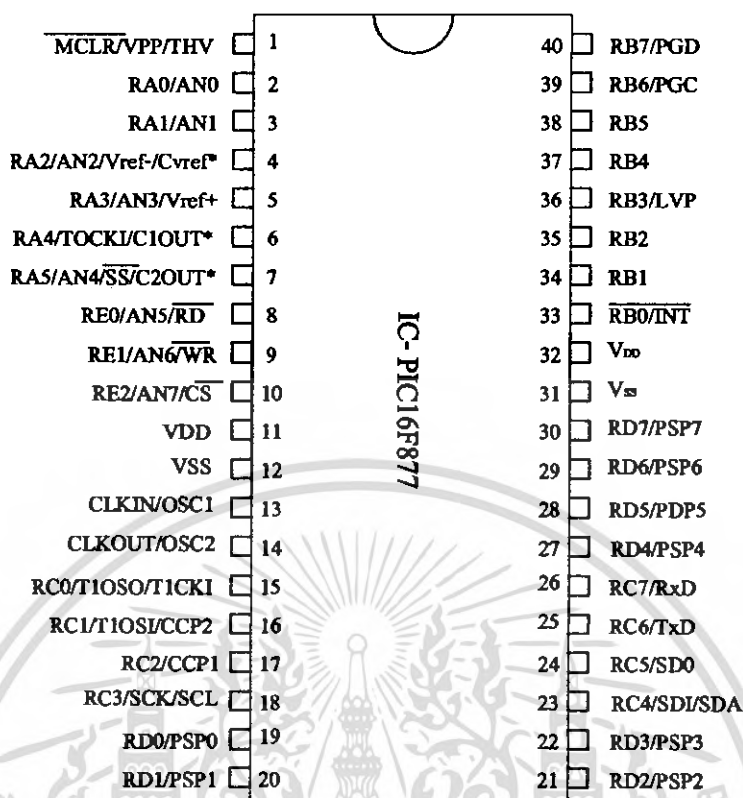 MCLR/VPP/THV 1 40 RB7/PGD
RA0/AN0 2 39 RB6/PGC
RA1/AN1 3 38 RB5
RA2/AN2/Vref-/Cvref* 4 37 RB4
RA3/AN3/Vref+ 5 36 RB3/LVP
RA4/TOCKI/C1OUT* 6 35 RB2
RA5/AN4/SS/C2OUT* 7 34 RB1
RE0/AN5/RD 8 33 RB0/INT
RE1/AN6/WR 9 32 VDD
RE2/AN7/CS 10 31 Vss
VDD 11 30 RD7/PSP7
VSS 12 29 RD6/PSP6
CLKIN/OSC1 13 28 RD5/PDP5
CLKOUT/OSC2 14 27 RD4/PSP4
RC0/T1OSO/T1CKI 15 26 RC7/RxD
RC1/T1OSI/CCP2 16 25 RC6/TxD
RC2/CCP1 17 24 RC5/SD0
RC3/SCK/SCL 18 23 RC4/SDI/SDA
RD0/PSP0 19 22 RD3/PSP3
RD1/PSP1 20 21 RD2/PSP2
IC- PIC16F877